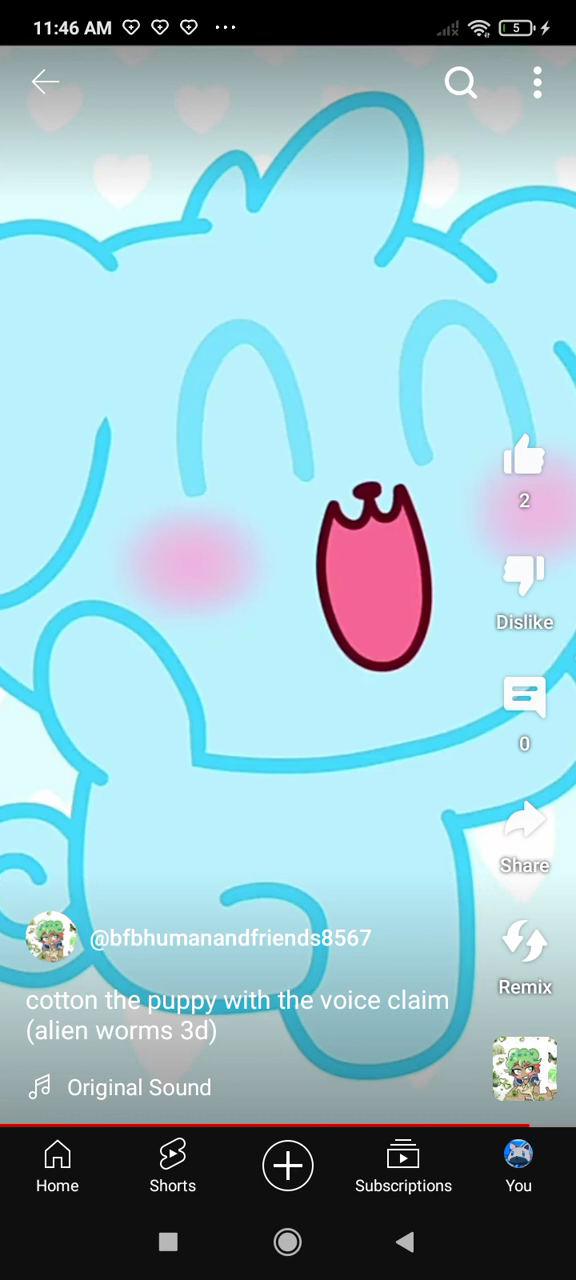 11:46 AM
5
2
Dislike
0
Share
@bfbhumanandfriends8567
Remix
cotton the puppy with the voice claim
(alien worms 3d)
Original Sound
Home
Shorts
Subscriptions
You